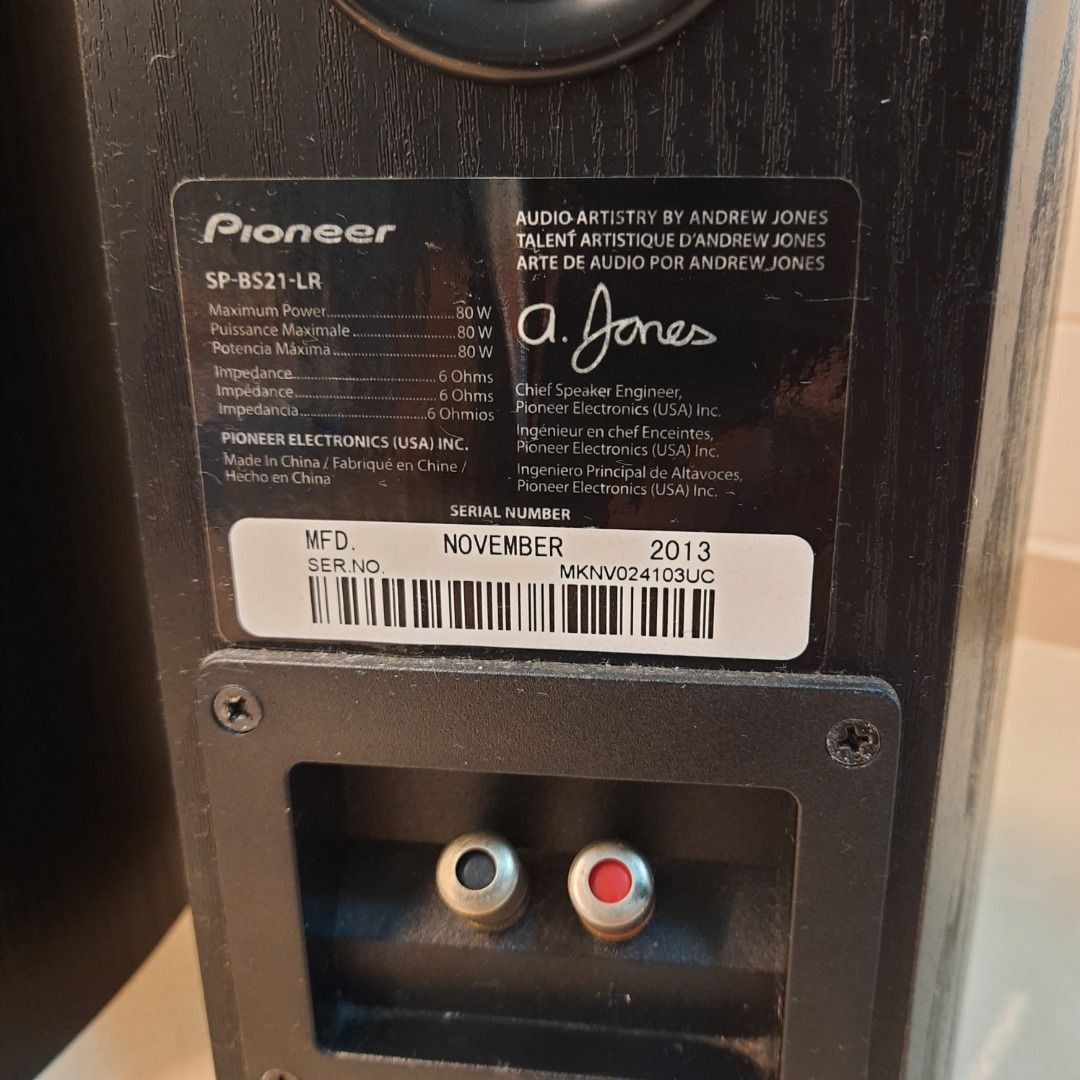 Pioneer
SP-BS21-LR
Maximum Power 80 W
Puissance Maximale 80 W
Potencia Máxima 80 W
Impedance 6 Ohms
Impédance 6 Ohms
Impedancia 6 Ohmios
PIONEER ELECTRONICS (USA) INC.
Made In China / Fabriqué en Chine /
Hecho en China
AUDIO ARTISTRY BY ANDREW JONES
TALENT ARTISTIQUE D'ANDREW JONES
ARTE DE AUDIO POR ANDREW JONES
a. Jones
Chief Speaker Engineer,
Pioneer Electronics (USA) Inc.
Ingénieur en chef Enceintes,
Pioneer Electronics (USA) Inc.
Ingeniero Principal de Altavoces,
Pioneer Electronics (USA) Inc.
SERIAL NUMBER
MFD. NOVEMBER 2013
SER.NO. MKNV024103UC